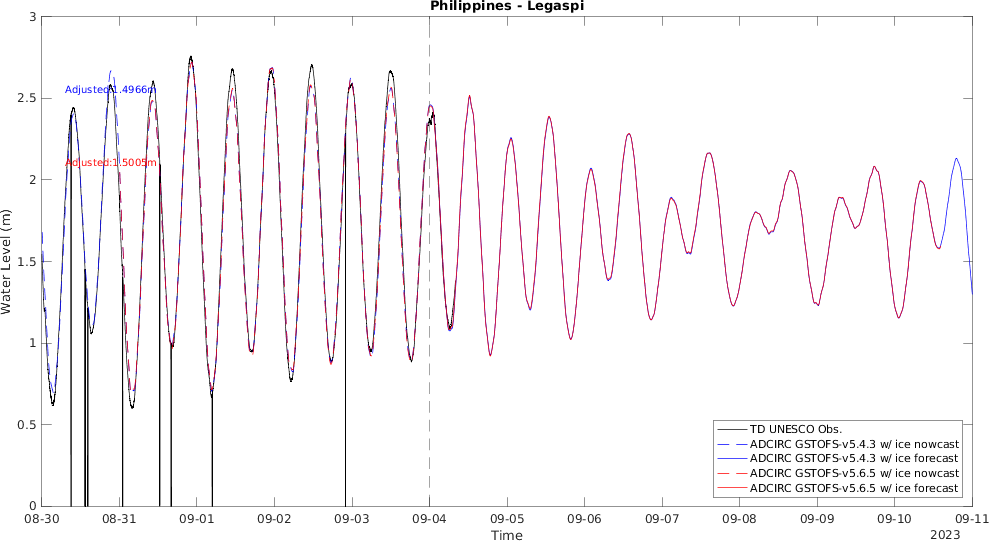 Philippines - Legaspi
3
2.5
2
1.5
1
0.5
0
Water Level (m)
Adjusted:1.4966m
Adjusted:1.5005m
TD UNESCO Obs.
ADCIRC GSTOFS-v5.4.3 w/ ice nowcast
ADCIRC GSTOFS-v5.4.3 w/ ice forecast
ADCIRC GSTOFS-v5.6.5 w/ ice nowcast
ADCIRC GSTOFS-v5.6.5 w/ ice forecast
08-30 08-31 09-01 09-02 09-03 09-04 09-05 09-06 09-07 09-08 09-09 09-10 09-11
Time
2023